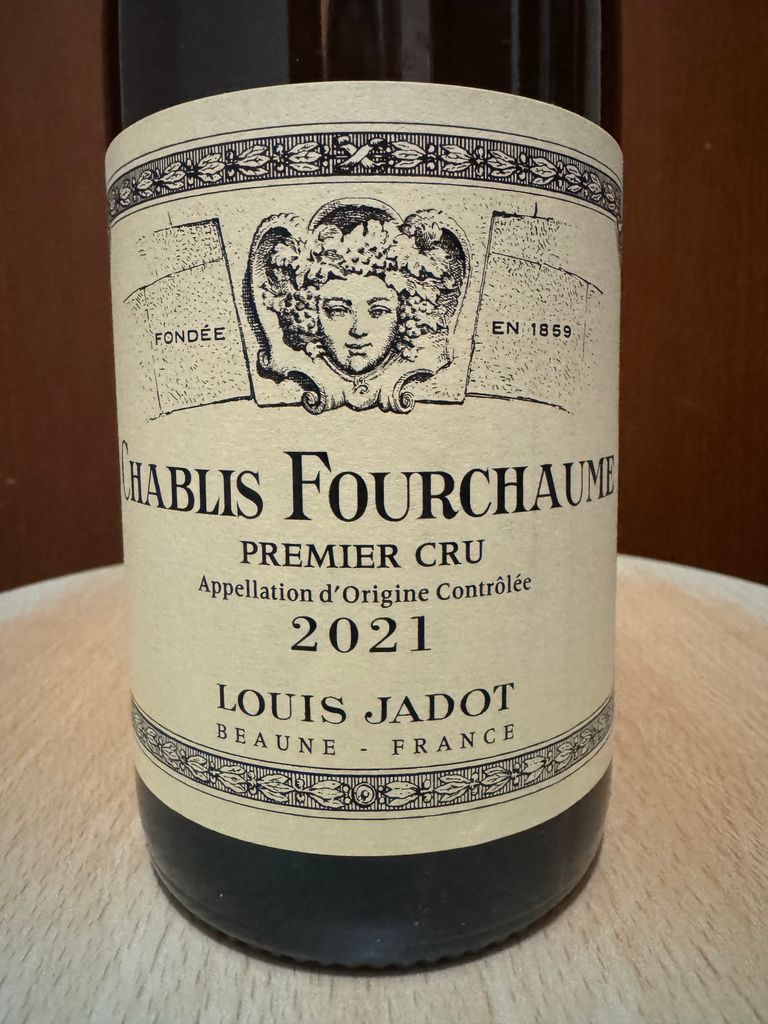 FONDÉE EN 1859
CHABLIS FOURCHAUME
PREMIER CRU
Appellation d'Origine Contrôlée
2021
LOUIS JADOT
BEAUNE - FRANCE